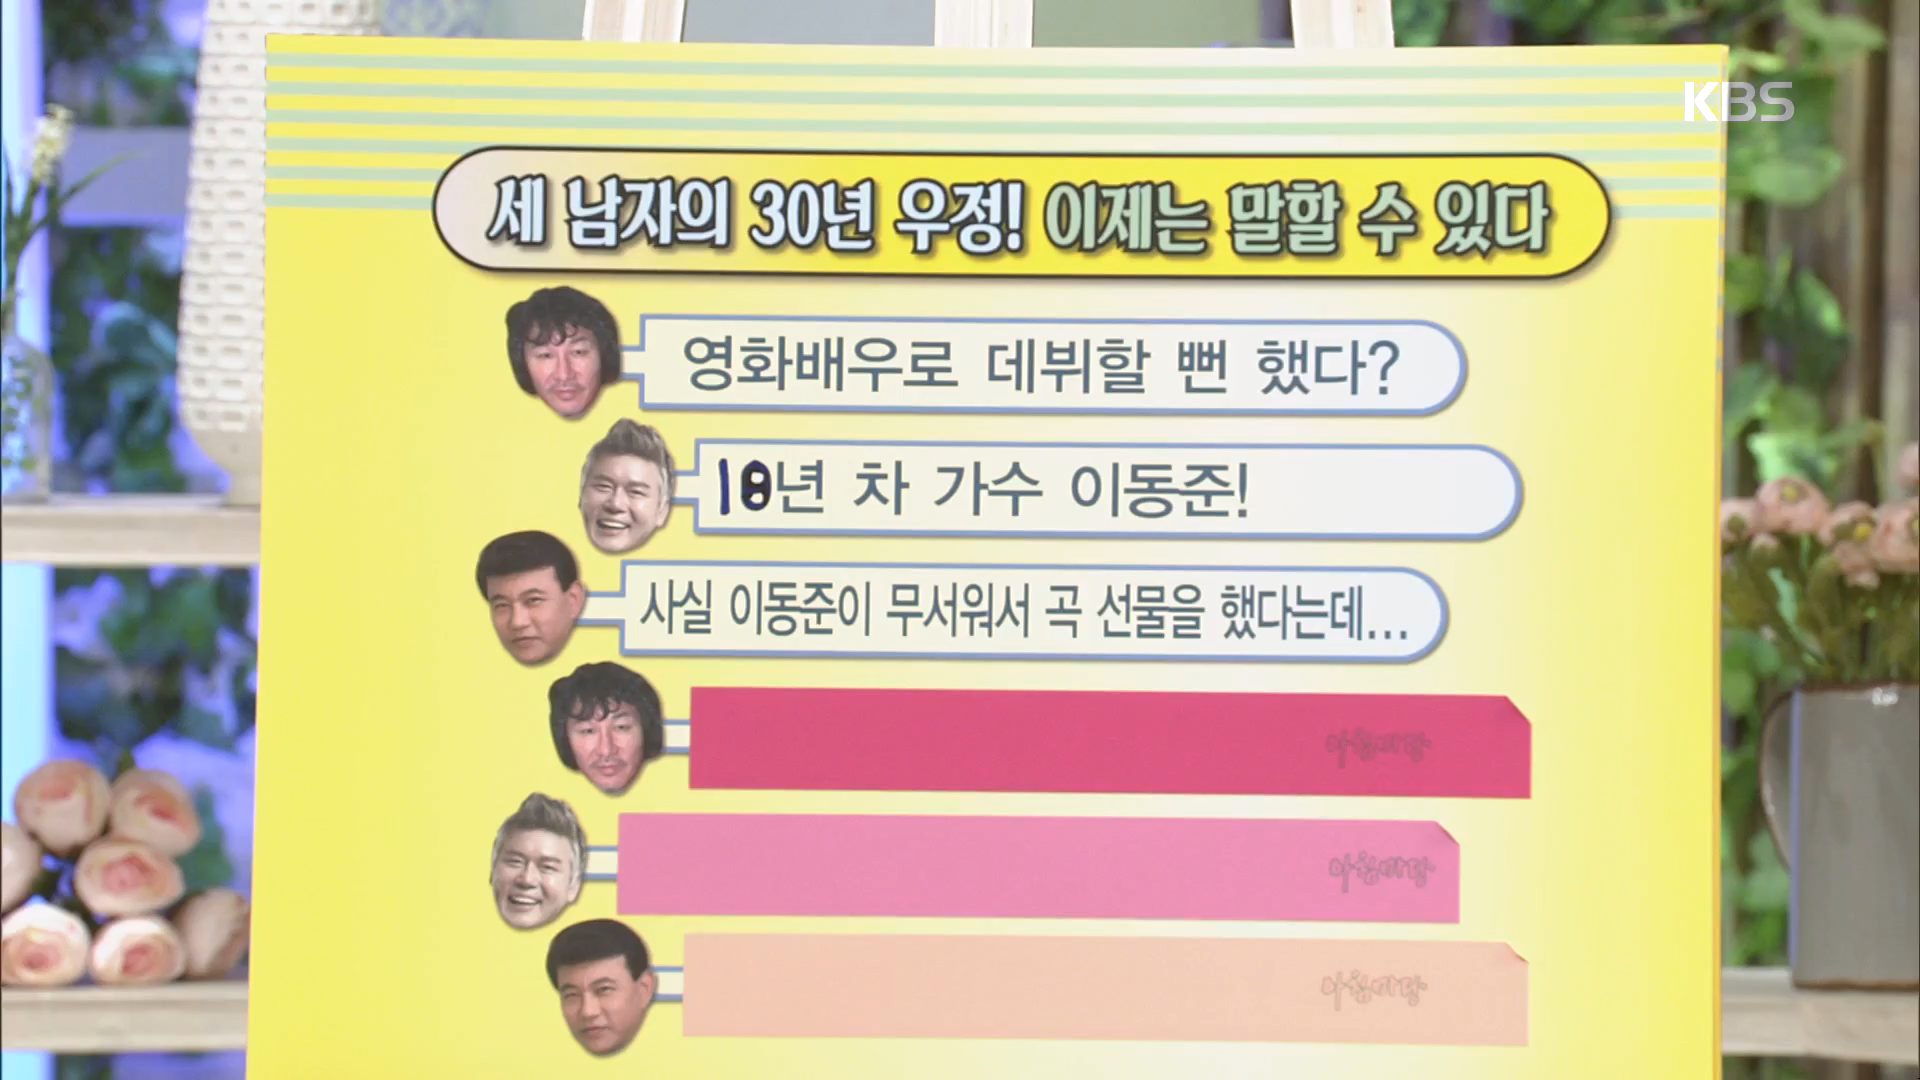 KBS
세 남자의 30년 우정! 이제는 말할 수 있다
영화배우로 데뷔할 뻔 했다?
18년 차 가수 이동준!
사실 이동준이 무서워서 곡 선물을 했다는데...
아침마당
아침마당
아침마당